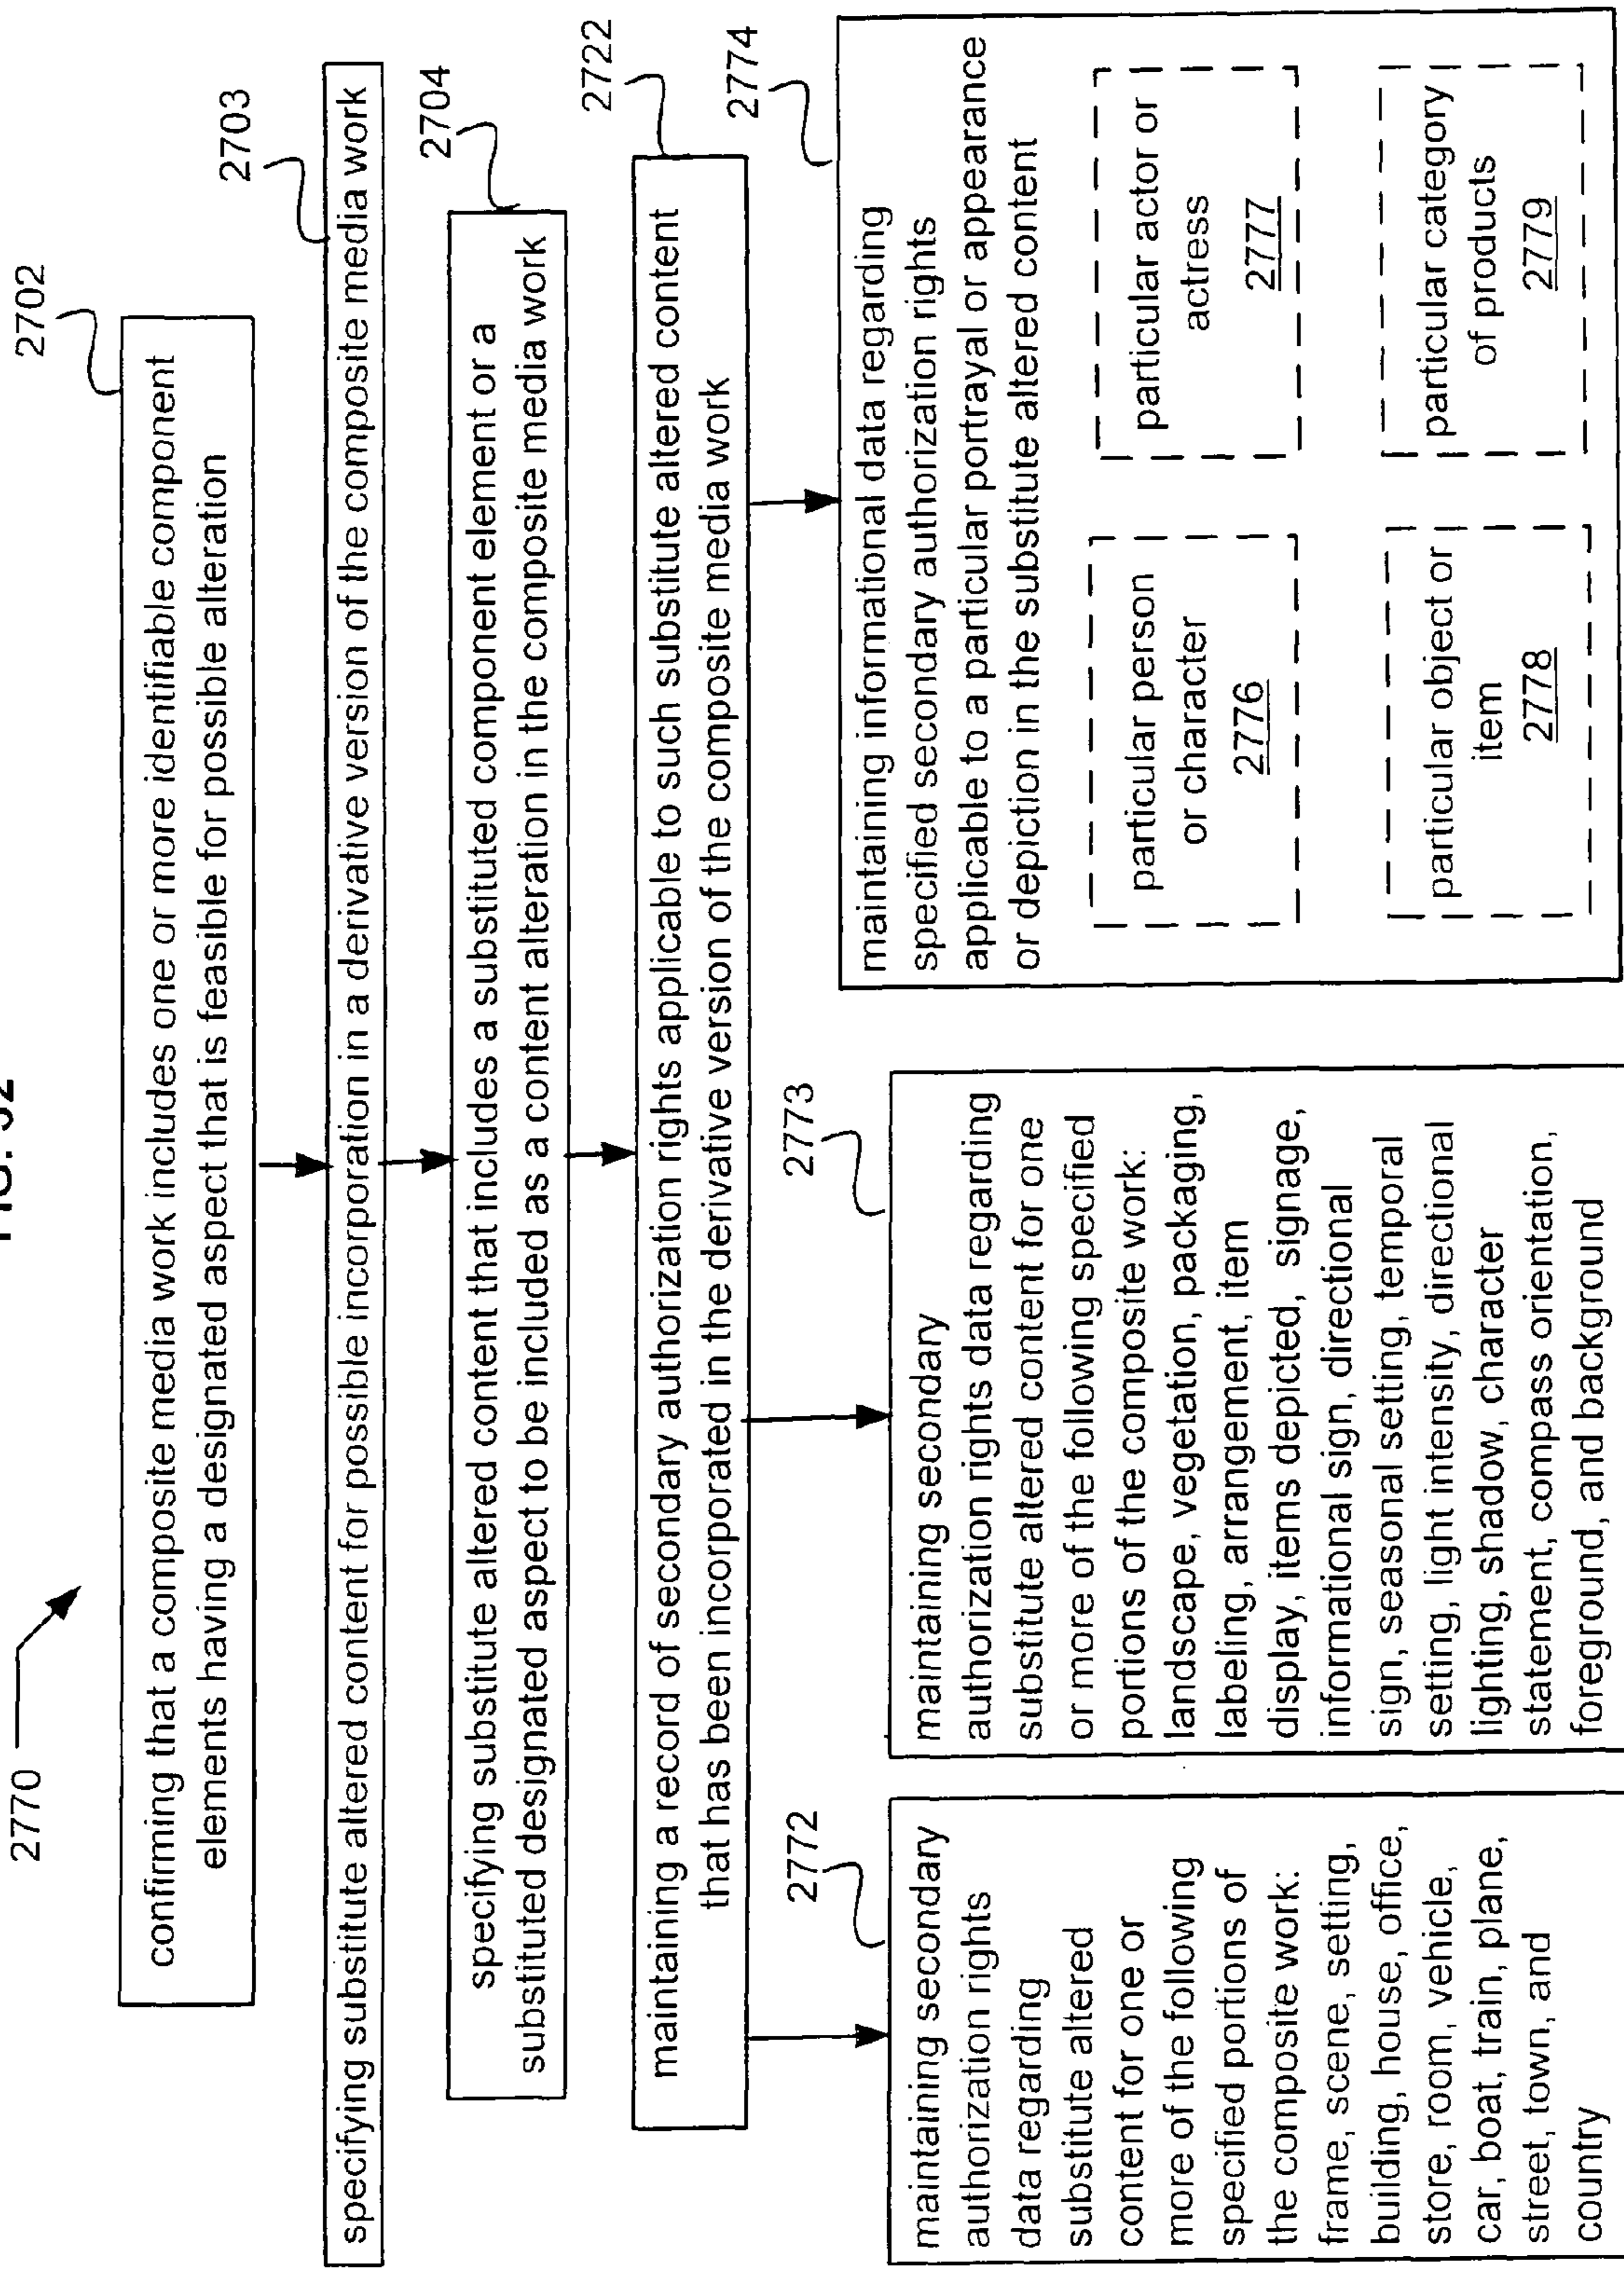 2770
2702
confirming that a composite media work includes one or more identifiable component
elements having a designated aspect that is feasible for possible alteration
2703
specifying substitute altered content for possible incorporation in a derivative version of the composite media work
2704
specifying substitute altered content that includes a substituted component element or a
substituted designated aspect to be included as a content alteration in the composite media work
2722
maintaining a record of secondary authorization rights applicable to such substitute altered content
that has been incorporated in the derivative version of the composite media work
2772
maintaining secondary
authorization rights
data regarding
substitute altered
content for one or
more of the following
specified portions of
the composite work:
frame, scene, setting,
building, house, office,
store, room, vehicle,
car, boat, train, plane,
street, town, and
country
2773
maintaining secondary
authorization rights data regarding
substitute altered content for one
or more of the following specified
portions of the composite work:
landscape, vegetation, packaging,
labeling, arrangement, item
display, items depicted, signage,
informational sign, directional
sign, seasonal setting, temporal
setting, light intensity, directional
lighting, shadow, character
statement, compass orientation,
foreground, and background
2774
maintaining informational data regarding
specified secondary authorization rights
applicable to a particular portrayal or appearance
or depiction in the substitute altered content
particular person
or character
2776
particular actor or
actress
2777
particular object or
item
2778
particular category
of products
2779